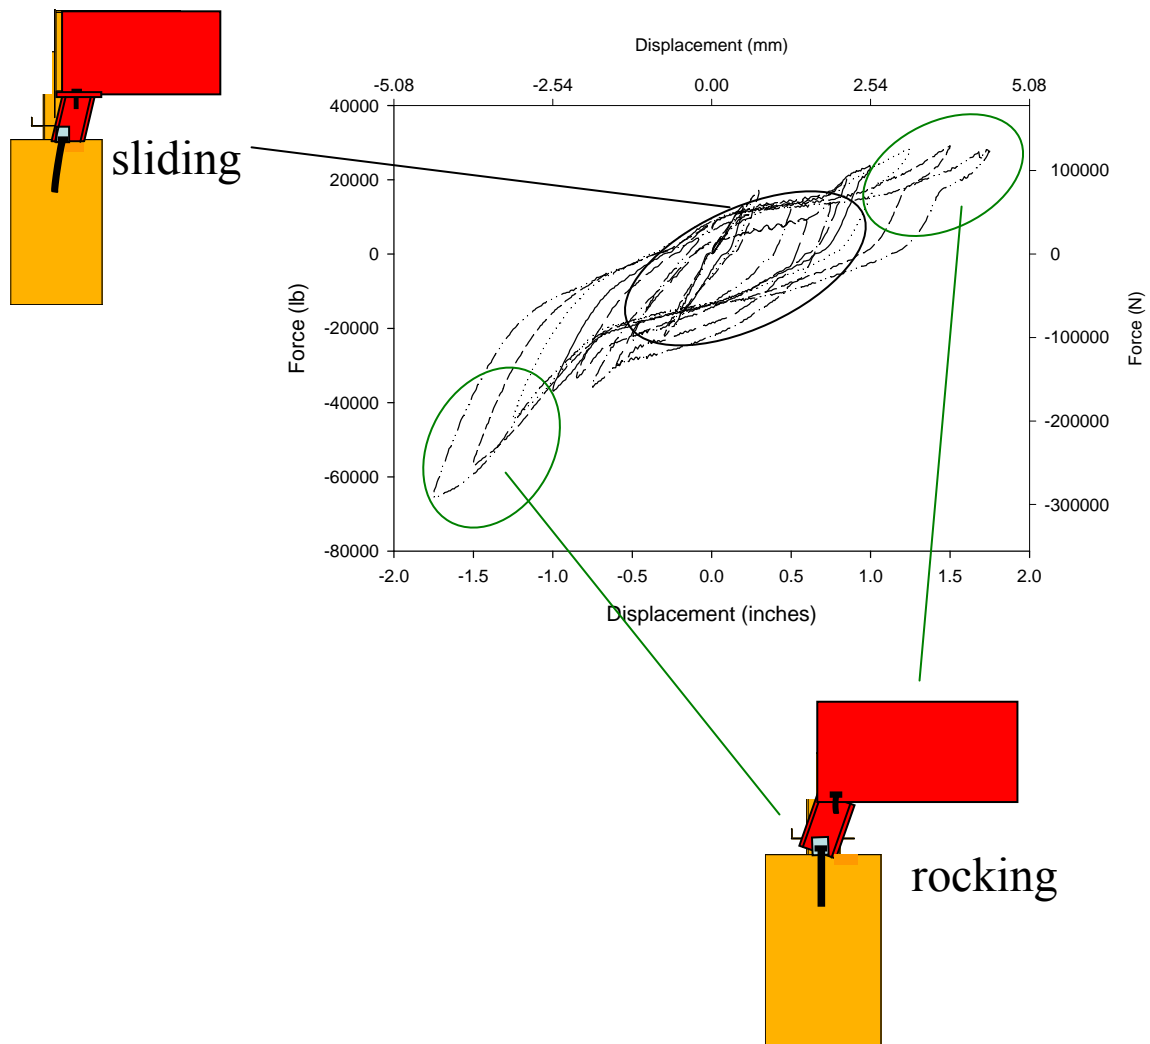 Displacement (mm)
-5.08 -2.54 0.00 2.54 5.08
40000
20000
0
-20000
-40000
-60000
-80000
Force (lb)
100000
0
-100000
-200000
-300000
Force (N)
-2.0 -1.5 -1.0 -0.5 0.0 0.5 1.0 1.5 2.0
Displacement (inches)
sliding
rocking